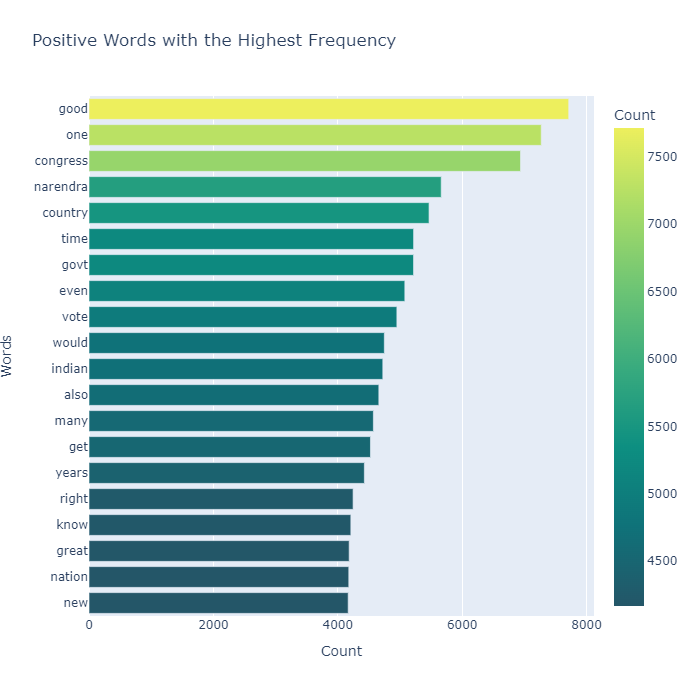 Positive Words with the Highest Frequency
Words
good
one
congress
narendra
country
time
govt
even
vote
would
indian
also
many
get
years
right
know
great
nation
new
0 2000 4000 6000 8000
Count
Count
7500
7000
6500
6000
5500
5000
4500